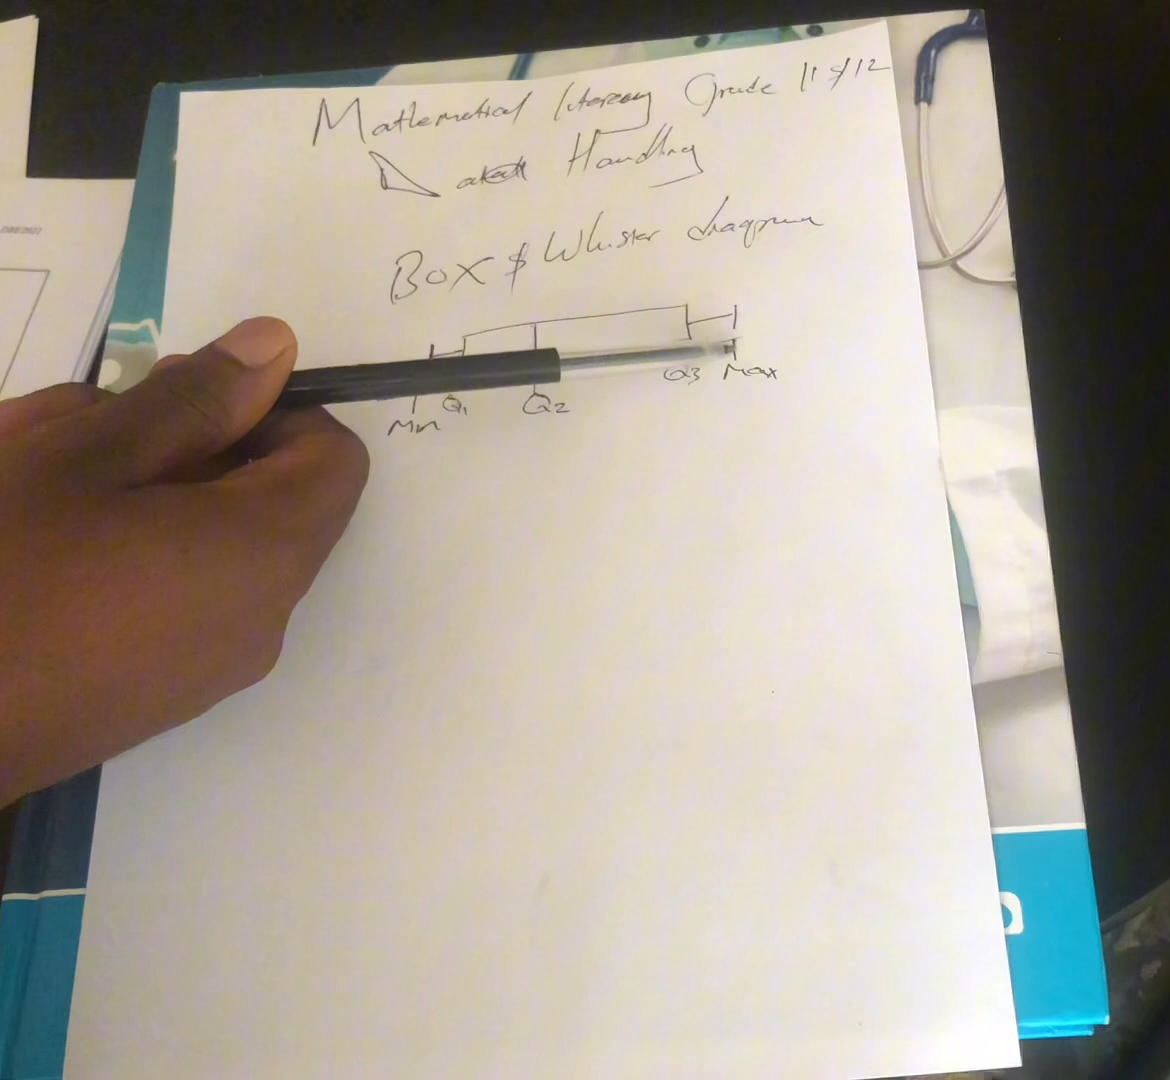 Mathematical literacy Grade 11 & 12
Data Handling
Box & Whisker diagram
Q3 Max
Q1 Q2
Min